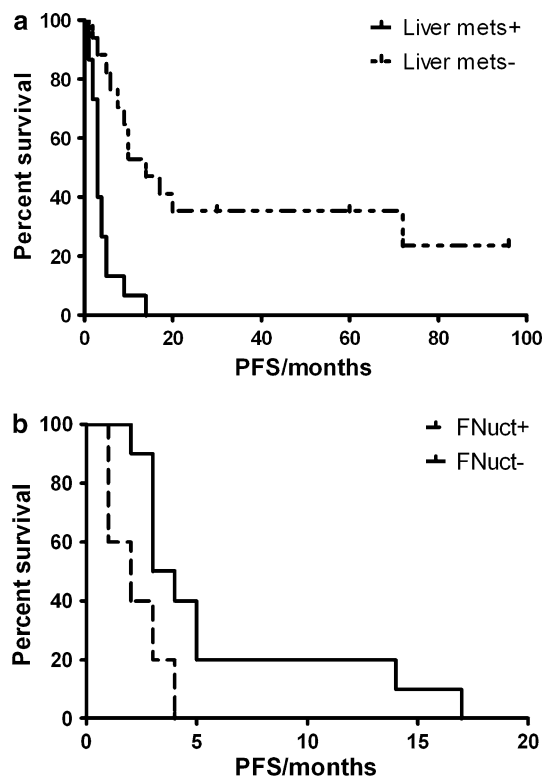 a
Liver mets+
Liver mets-
Percent survival
100
80
60
40
20
0
0 20 40 60 80 100
PFS/months
b
FNuct+
FNuct-
Percent survival
100
80
60
40
20
0
0 5 10 15 20
PFS/months